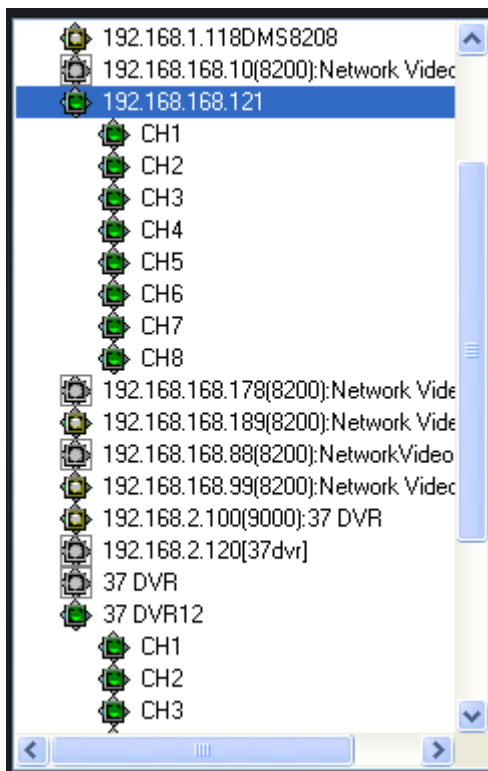 192.168.1.118DMS8208
192.168.168.10(8200):Network Videc
192.168.168.121
CH1
CH2
CH3
CH4
CH5
CH6
CH7
CH8
192.168.168.178(8200):Network Vide
192.168.168.189(8200):Network Vide
192.168.168.88(8200):NetworkVideo
192.168.168.99(8200):Network Videc
192.168.2.100(9000):37 DVR
192.168.2.120[37dvr]
37 DVR
37 DVR12
CH1
CH2
CH3